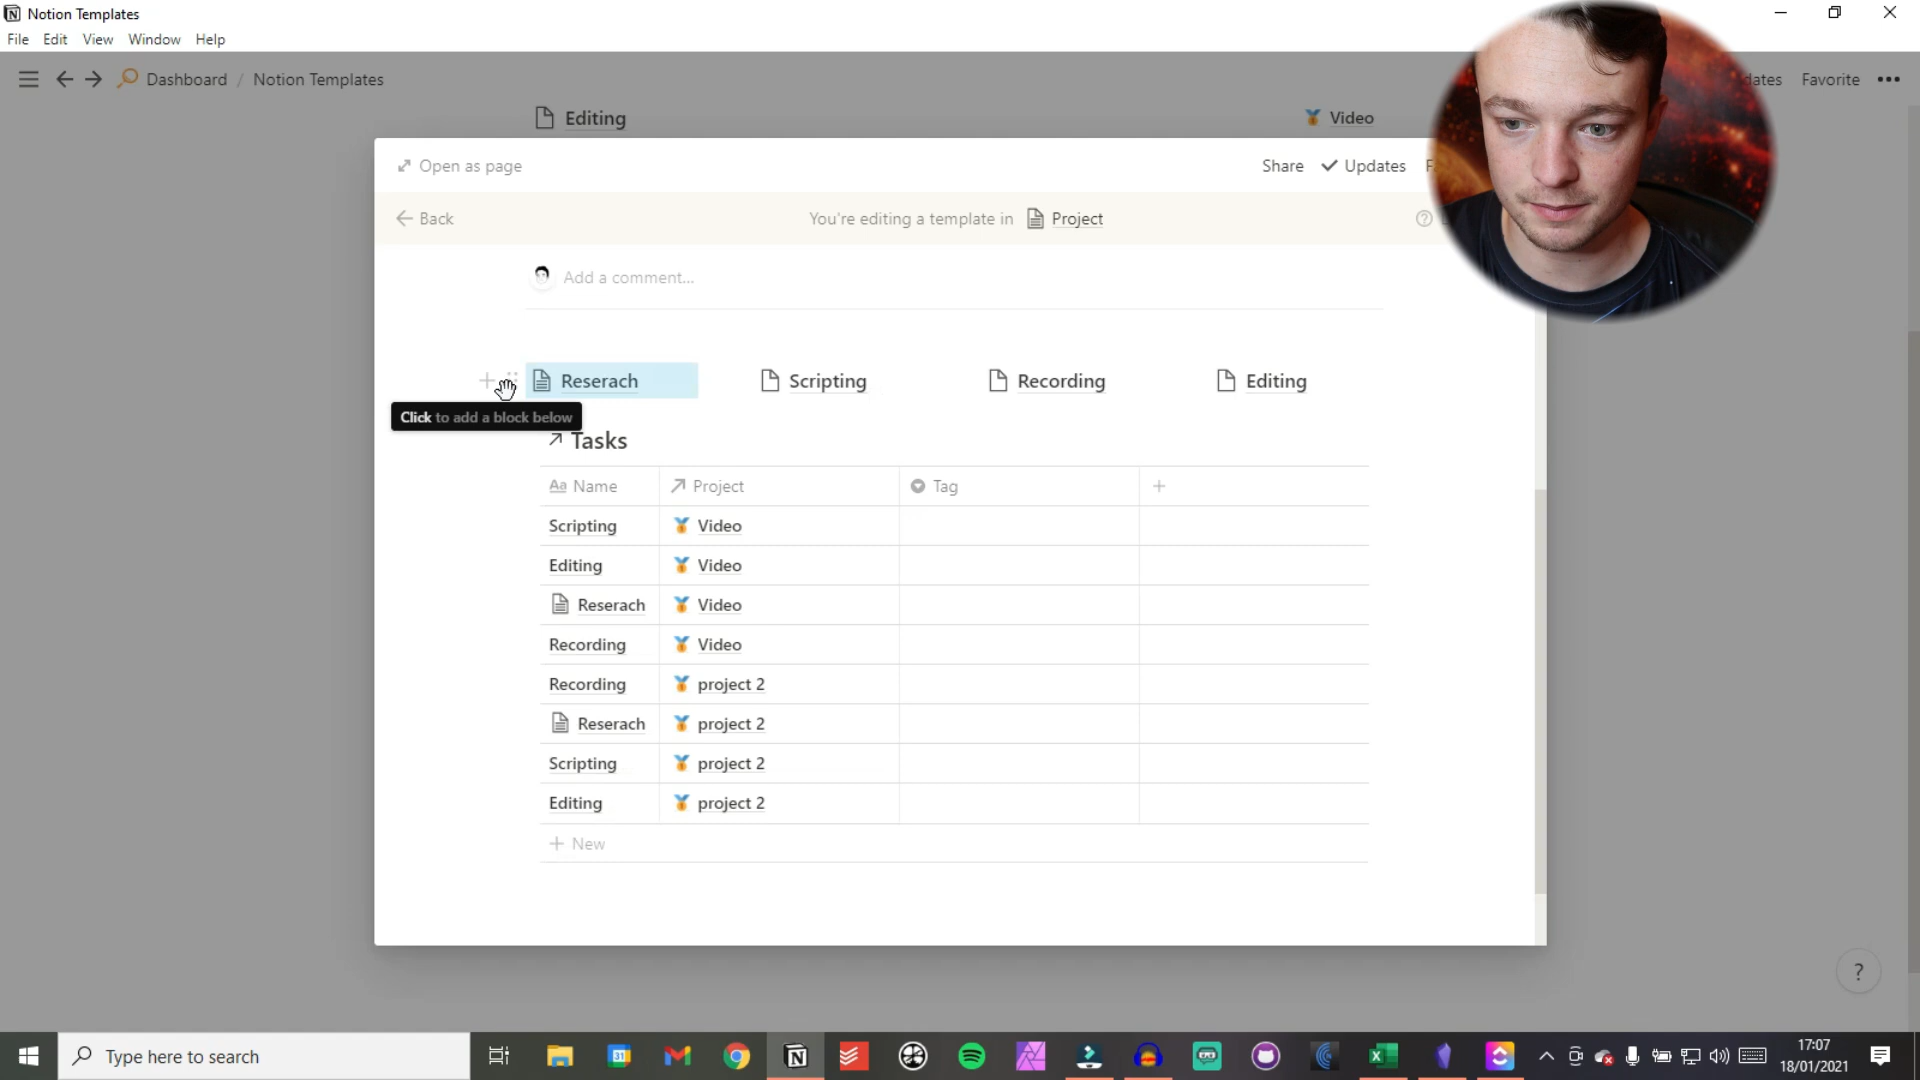 Notion Templates
File Edit View Window Help
Dashboard / Notion Templates
Favorite
Editing
Video
Open as page
Share
Updates
Back
You're editing a template in Project
Add a comment...
Reserach
Scripting
Recording
Editing
Click to add a block below
Tasks
Aa Name Project Tag
Scripting Video
Editing Video
Reserach Video
Recording Video
Recording project 2
Reserach project 2
Scripting project 2
Editing project 2
+ New
?
Type here to search
31
17:07
18/01/2021